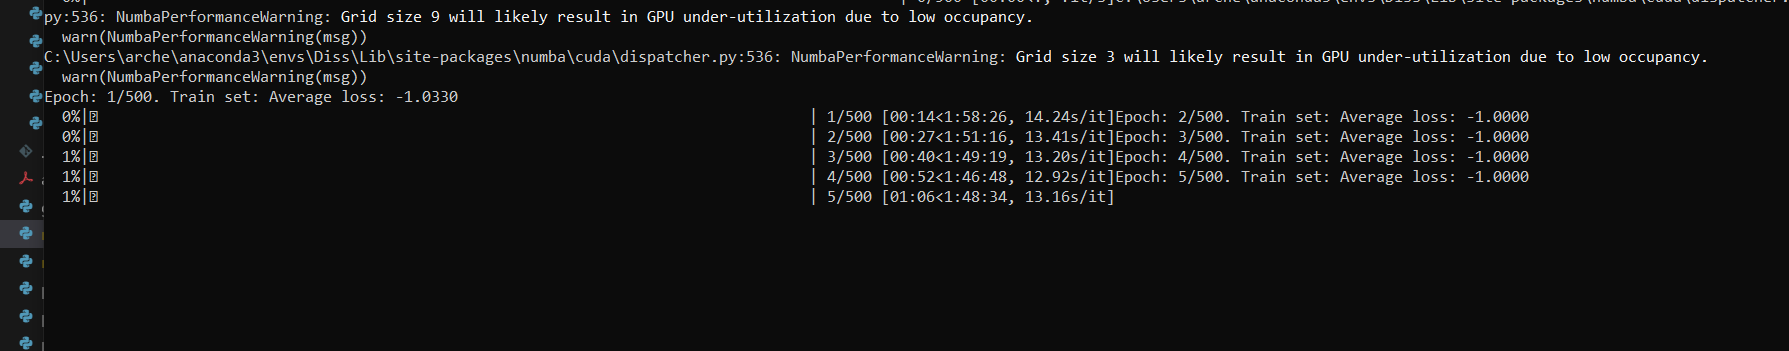 py:536: NumbaPerformanceWarning: Grid size 9 will likely result in GPU under-utilization due to low occupancy.
  warn(NumbaPerformanceWarning(msg))
C:\Users\arche\anaconda3\envs\Diss\Lib\site-packages\numba\cuda\dispatcher.py:536: NumbaPerformanceWarning: Grid size 3 will likely result in GPU under-utilization due to low occupancy.
  warn(NumbaPerformanceWarning(msg))
Epoch: 1/500. Train set: Average loss: -1.0330
  0%| | 1/500 [00:14<1:58:26, 14.24s/it]Epoch: 2/500. Train set: Average loss: -1.0000
  0%| | 2/500 [00:27<1:51:16, 13.41s/it]Epoch: 3/500. Train set: Average loss: -1.0000
  1%| | 3/500 [00:40<1:49:19, 13.20s/it]Epoch: 4/500. Train set: Average loss: -1.0000
  1%| | 4/500 [00:52<1:46:48, 12.92s/it]Epoch: 5/500. Train set: Average loss: -1.0000
  1%| | 5/500 [01:06<1:48:34, 13.16s/it]